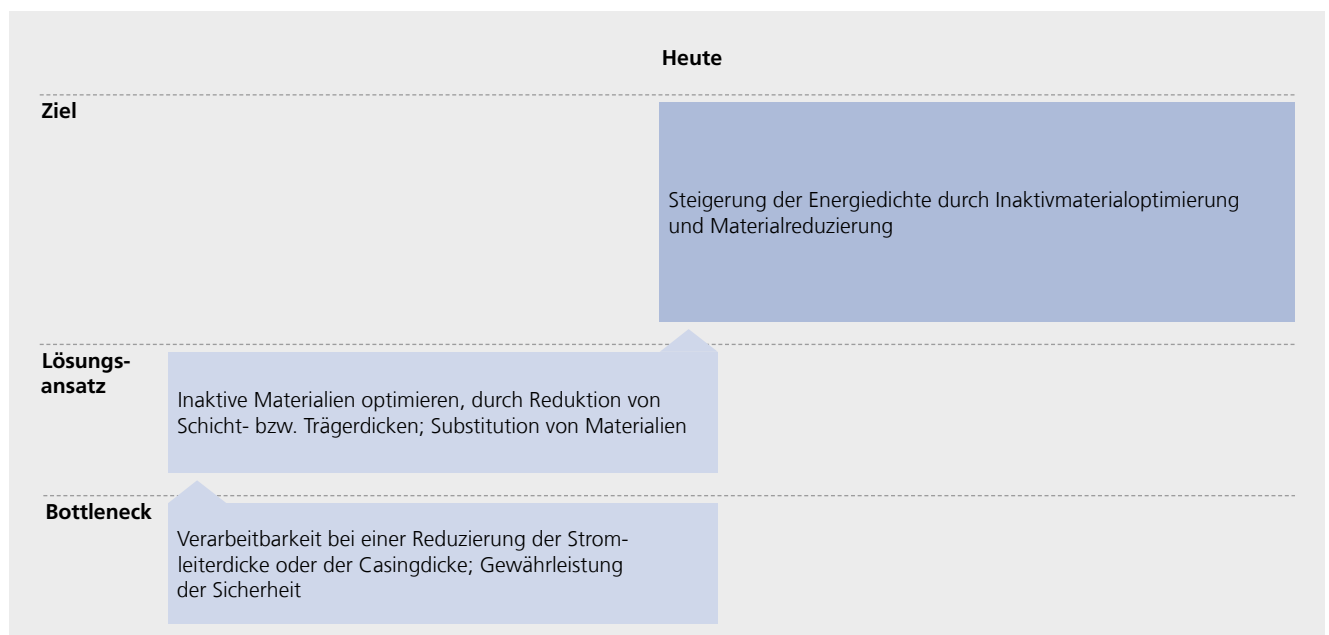 Heute
Ziel
Steigerung der Energiedichte durch Inaktivmaterialoptimierung
und Materialreduzierung
Lösungs-
ansatz
Inaktive Materialien optimieren, durch Reduktion von
Schicht- bzw. Trägerdicken; Substitution von Materialien
Bottleneck
Verarbeitbarkeit bei einer Reduzierung der Strom-
leiterdicke oder der Casingdicke; Gewährleistung
der Sicherheit